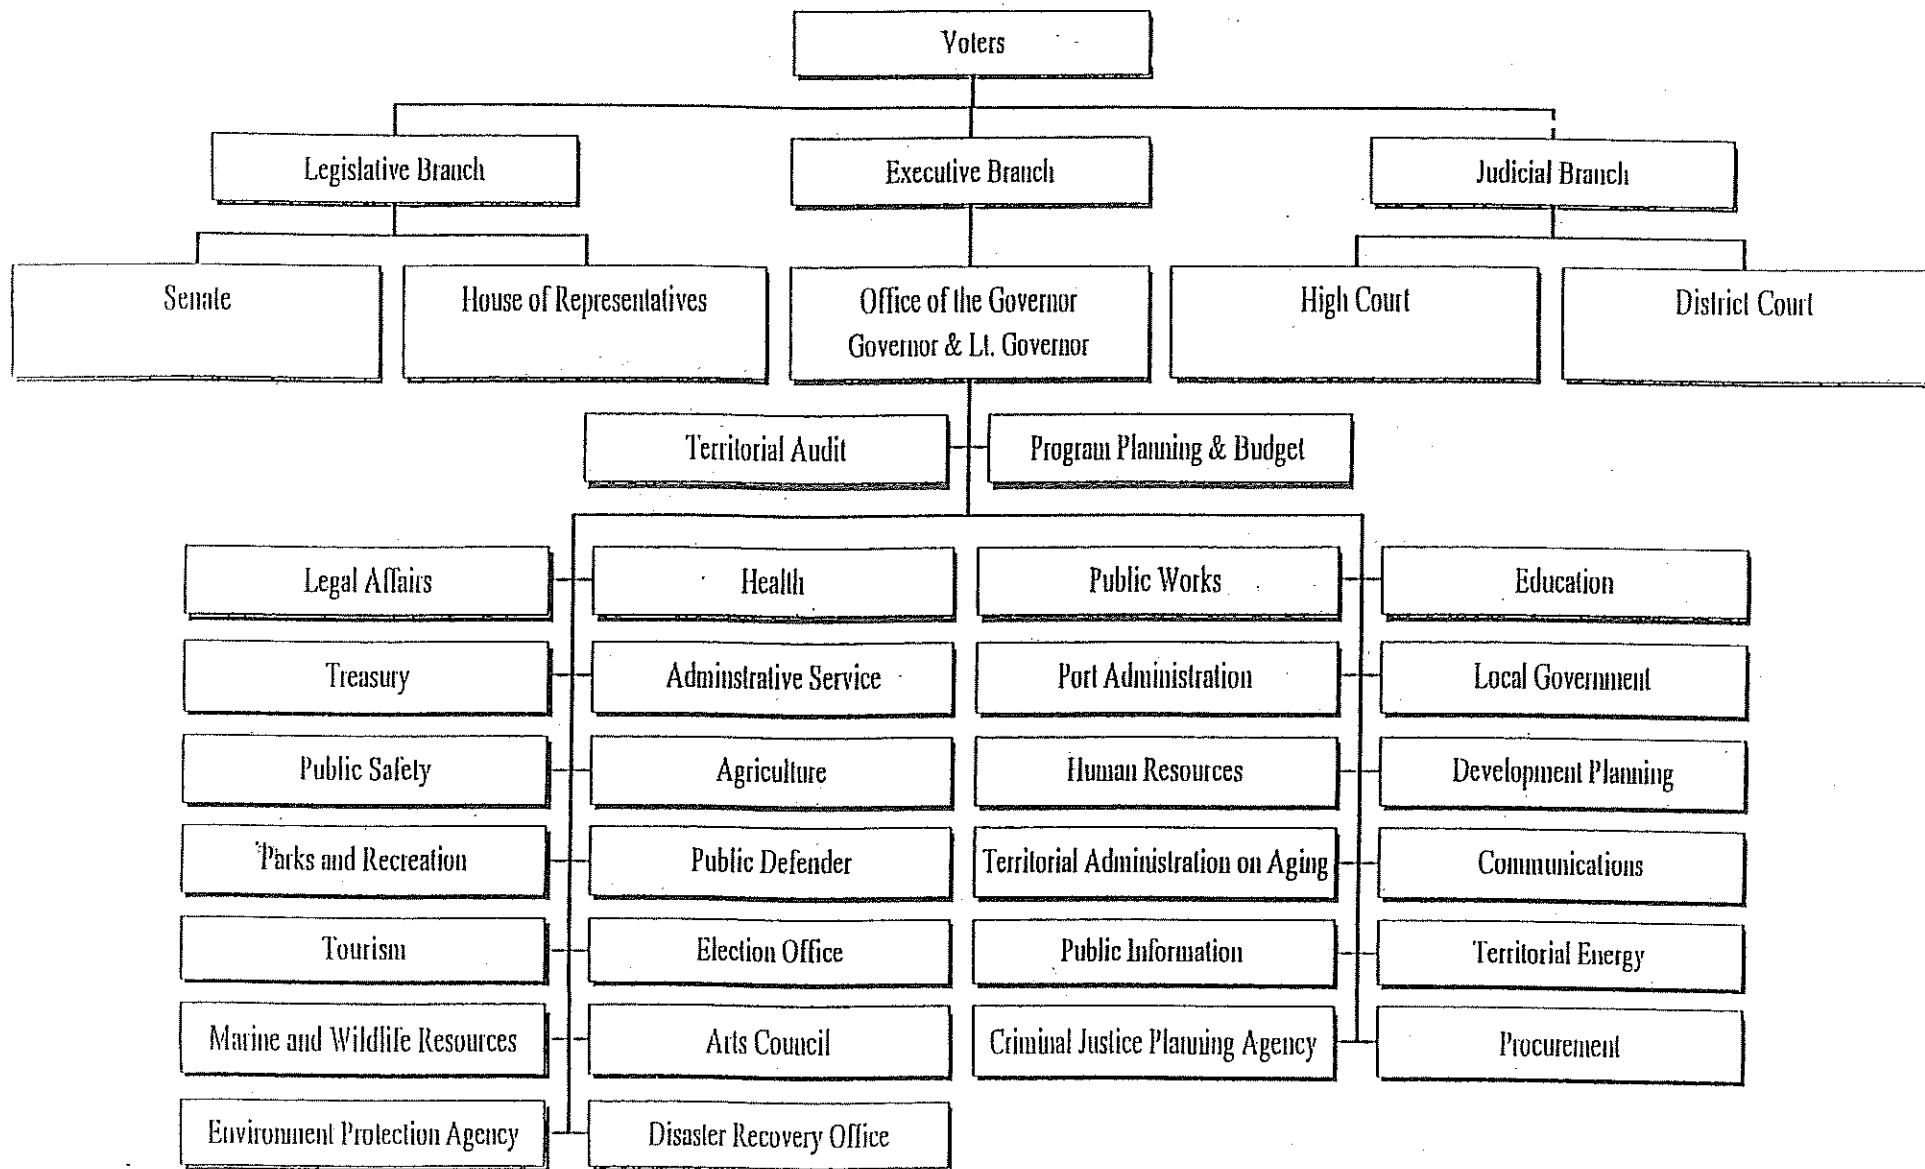 Voters
Legislative Branch
Executive Branch
Judicial Branch
Senate
House of Representatives
Office of the Governor
Governor & Lt. Governor
High Court
District Court
Territorial Audit
Program Planning & Budget
Legal Affairs
Health
Public Works
Education
Treasury
Adminstrative Service
Port Administration
Local Government
Public Safety
Agriculture
Human Resources
Development Planning
Parks and Recreation
Public Defender
Territorial Administration on Aging
Communications
Tourism
Election Office
Public Information
Territorial Energy
Marine and Wildlife Resources
Arts Council
Criminal Justice Planning Agency
Procurement
Environment Protection Agency
Disaster Recovery Office